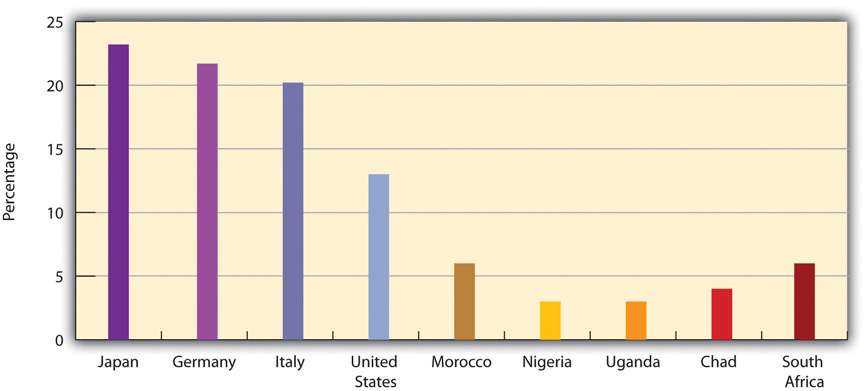 25
20
15
10
5
0
Percentage
Japan
Germany
Italy
United
States
Morocco
Nigeria
Uganda
Chad
South
Africa